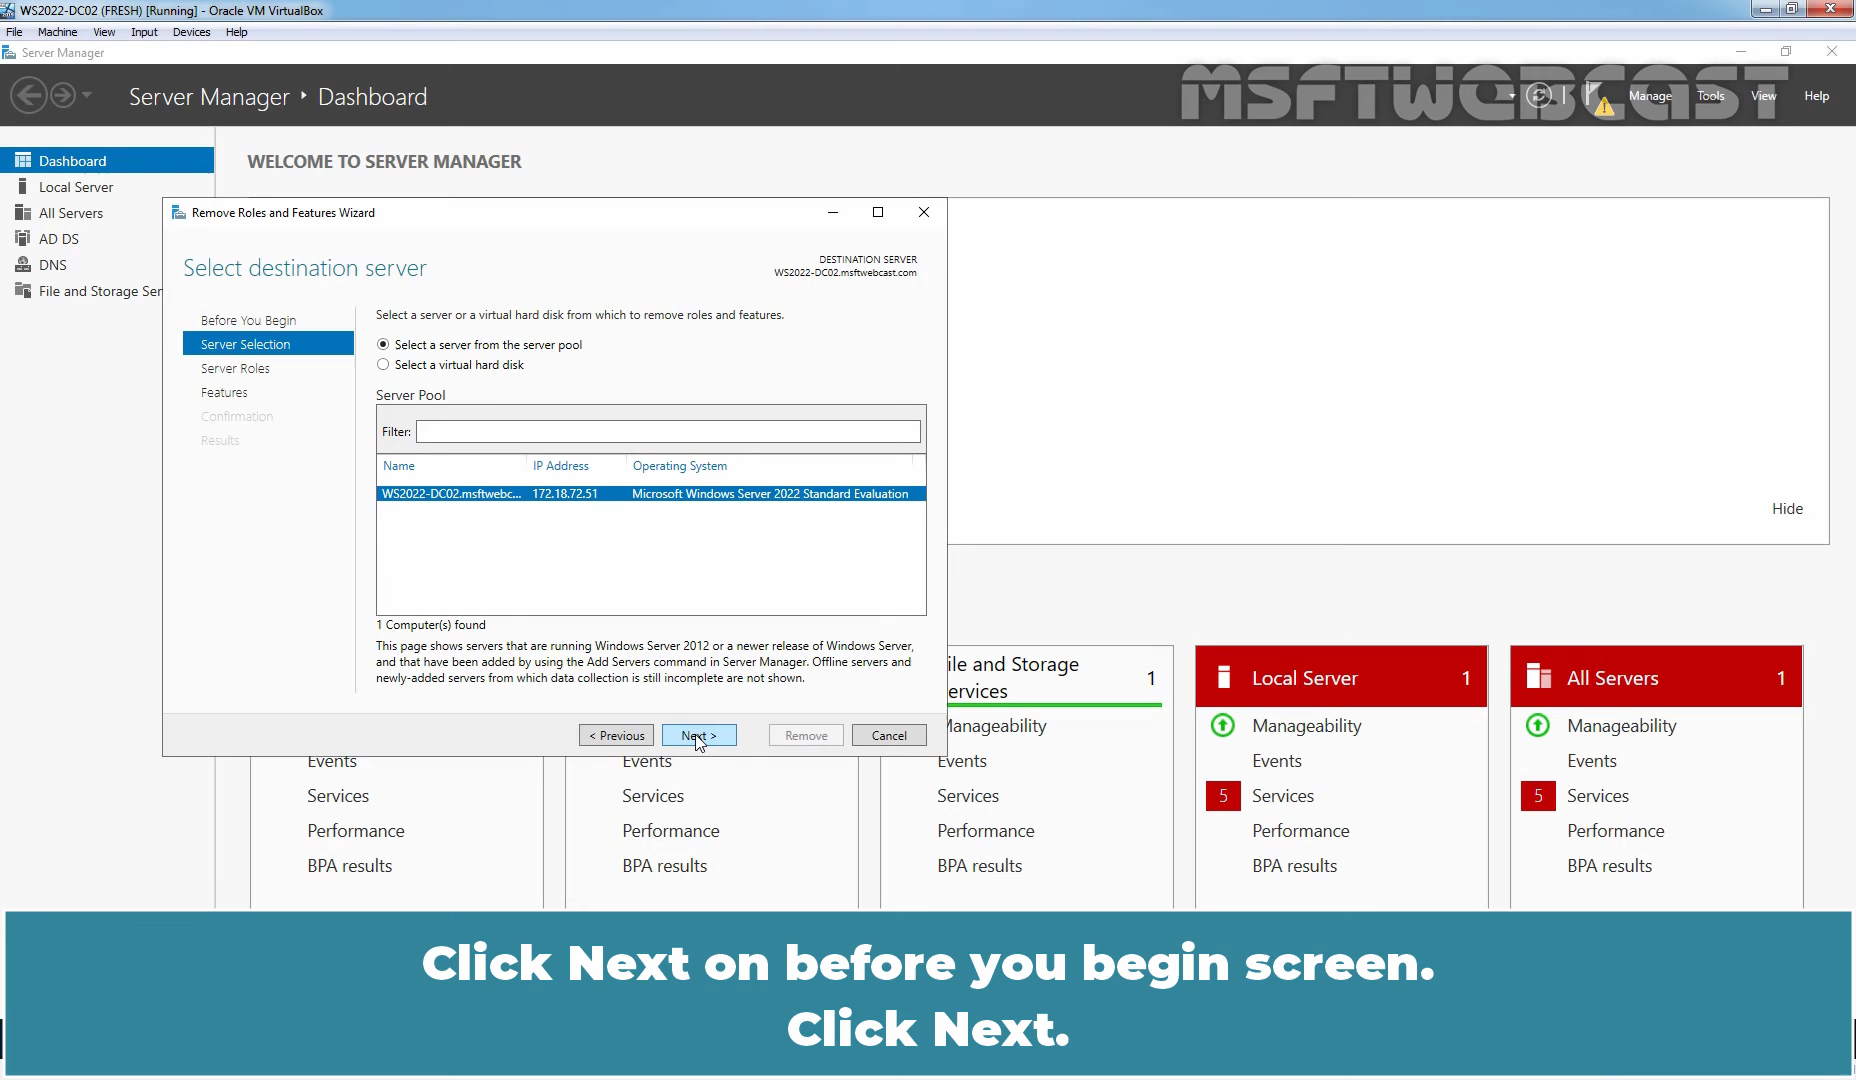 WS2022-DC02 (FRESH) [Running] - Oracle VM VirtualBox
File Machine View Input Devices Help
Server Manager
Server Manager Dashboard
MSFTWEBCAST
Manage Tools View Help
Dashboard
Local Server
All Servers
AD DS
DNS
File and Storage Ser
WELCOME TO SERVER MANAGER
Remove Roles and Features Wizard
Select destination server
DESTINATION SERVER
WS2022-DC02.msftwebcast.com
Before You Begin
Server Selection
Server Roles
Features
Confirmation
Results
Select a server or a virtual hard disk from which to remove roles and features.
Select a server from the server pool
Select a virtual hard disk
Server Pool
Filter:
Name IP Address Operating System
WS2022-DC02.msftwebc... 172.18.72.51 Microsoft Windows Server 2022 Standard Evaluation
1 Computer(s) found
This page shows servers that are running Windows Server 2012 or a newer release of Windows Server,
and that have been added by using the Add Servers command in Server Manager. Offline servers and
newly-added servers from which data collection is still incomplete are not shown.
< Previous Next > Remove Cancel
Hide
Events
Services
Performance
BPA results
Events
Services
Performance
BPA results
ile and Storage
ervices
1
Manageability
Events
Services
Performance
BPA results
Local Server 1
Manageability
Events
5 Services
Performance
BPA results
All Servers 1
Manageability
Events
5 Services
Performance
BPA results
Click Next on before you begin screen.
Click Next.